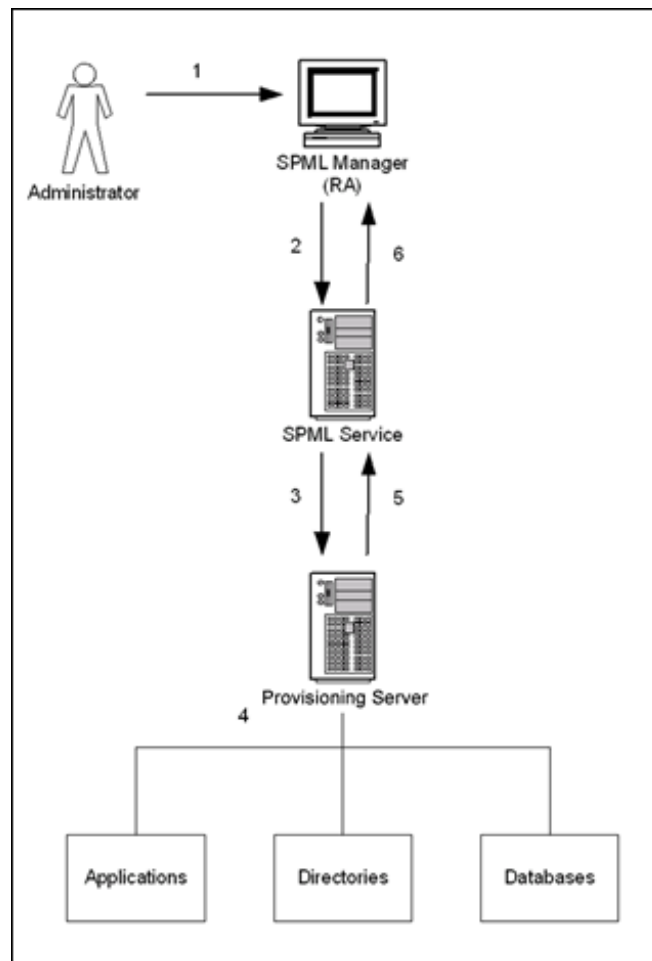 1
Administrator
SPML Manager
(RA)
2
6
SPML Service
3
5
Provisioning Server
4
Applications
Directories
Databases